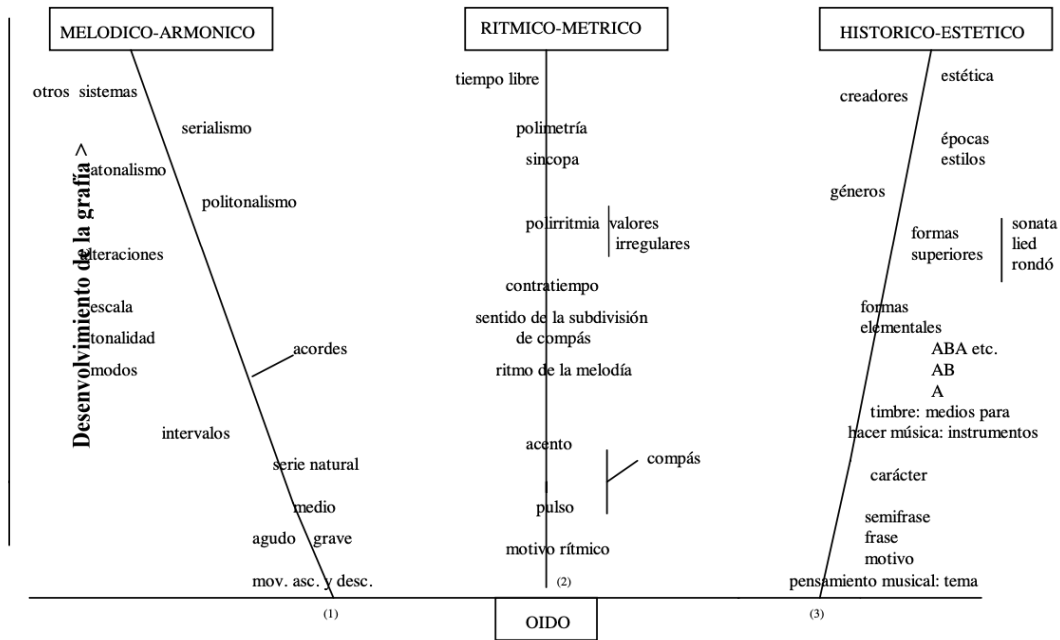 MELODICO-ARMONICO
RITMICO-METRICO
HISTORICO-ESTETICO
otros sistemas
serialismo
atonalismo
politonalismo
alteraciones
escala
tonalidad
modos
acordes
intervalos
serie natural
medio
agudo grave
mov. asc. y desc.
(1)
Desenvolvimiento de la grafía >
tiempo libre
polimetría
sincopa
polirritmia valores
irregulares
contratiempo
sentido de la subdivisión
de compás
ritmo de la melodía
acento
compás
pulso
motivo rítmico
(2)
estética
creadores
épocas
estilos
géneros
formas
superiores
sonata
lied
rondó
formas
elementales
ABA etc.
AB
A
timbre: medios para
hacer música: instrumentos
carácter
semifrase
frase
motivo
pensamiento musical: tema
(3)
OIDO